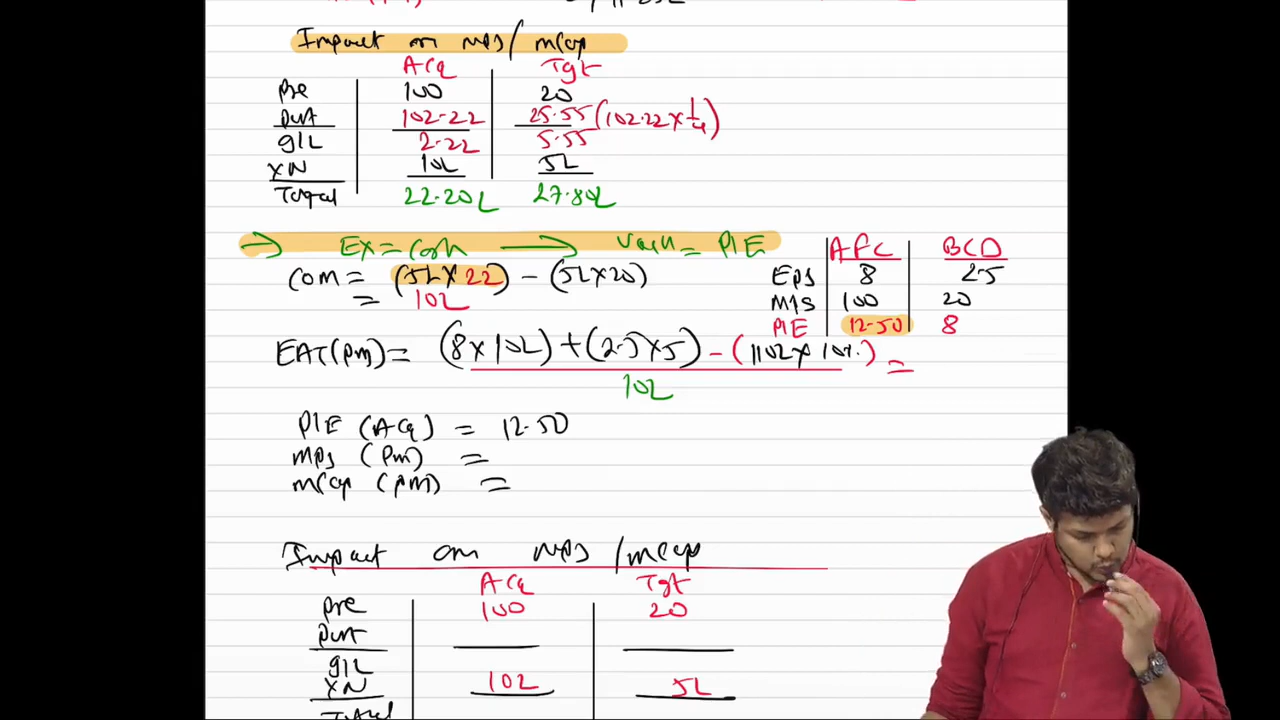 Impact on mps/mcap
Acq Tgt
Pre 100 20
Post 102.22 25.55 (102.22 x 1/4)
g/L 2.22 5.55
xN 10L 5L
Total 22.20L 27.80L
→ Ex = Cash → Valn = P/E
COM = (5L x 22) - (5L x 20)
= 10L
AFC BCD
EPS 8 2.5
MPS 100 20
P/E 12.50 8
EAT (pm) = (8 x 10L) + (2.5 x 5) - (110L x 10%) =
10L
P/E (Acq) = 12.50
mps (pm) =
mcap (pm) =
Impact on mps/mcap
Acq Tgt
Pre 100 20
Post
g/L
xN 10L 5L
Total